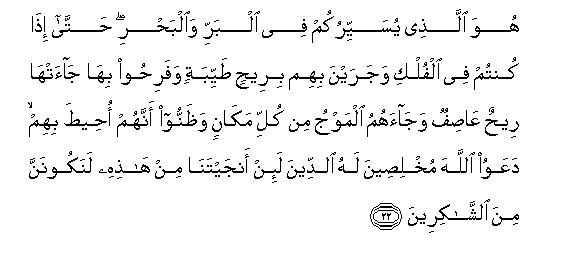 هُوَ ٱلَّذِى يُسَيِّرُكُمْ فِى ٱلْبَرِّ وَٱلْبَحْرِ ۖ حَتَّىٰٓ إِذَا
كُنتُمْ فِى ٱلْفُلْكِ وَجَرَيْنَ بِهِم بِرِيحٍ طَيِّبَةٍ وَفَرِحُوا۟ بِهَا جَآءَتْهَا
رِيحٌ عَاصِفٌ وَجَآءَهُمُ ٱلْمَوْجُ مِن كُلِّ مَكَانٍ وَظَنُّوٓا۟ أَنَّهُمْ أُحِيطَ بِهِمْ ۙ
دَعَوُا۟ ٱللَّهَ مُخْلِصِينَ لَهُ ٱلدِّينَ لَئِنْ أَنجَيْتَنَا مِنْ هَـٰذِهِۦ لَنَكُونَنَّ
مِنَ ٱلشَّـٰكِرِينَ ٢٢